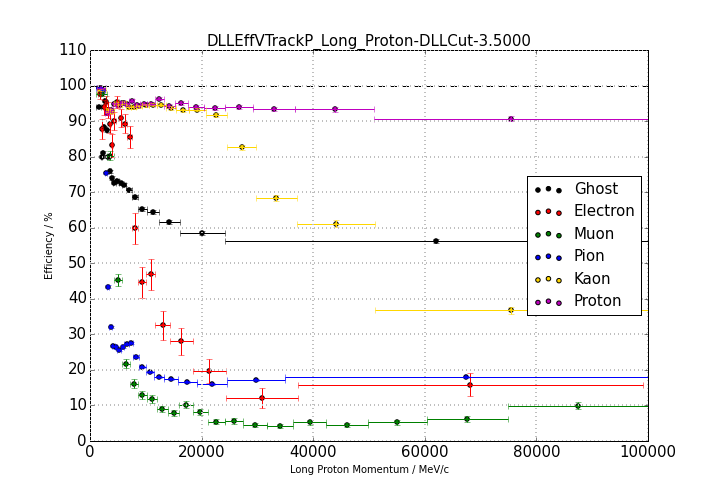 DLLEffVTrackP_Long_Proton-DLLCut-3.5000
110
100
90
80
70
60
50
40
30
20
10
0
Efficiency / %
Ghost
Electron
Muon
Pion
Kaon
Proton
0 20000 40000 60000 80000 100000
Long Proton Momentum / MeV/c